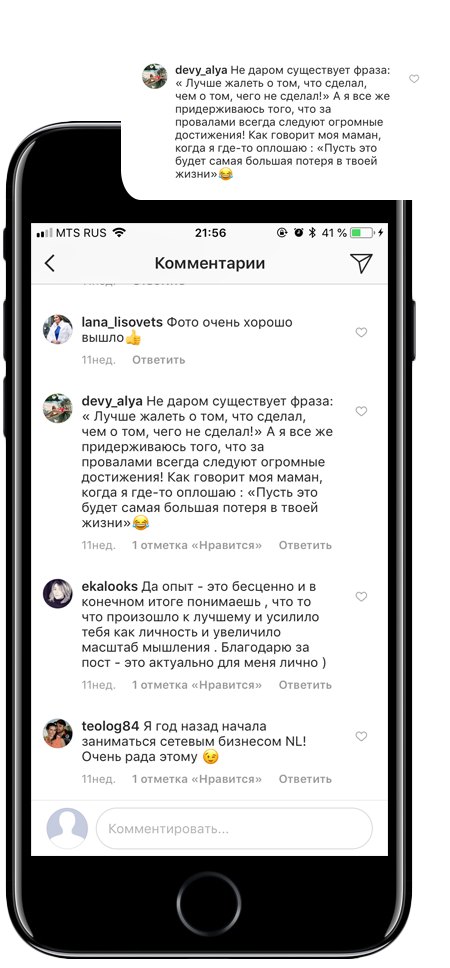 devy_alya Не даром существует фраза:
« Лучше жалеть о том, что сделал,
чем о том, чего не сделал!» А я все же
придерживаюсь того, что за
провалами всегда следуют огромные
достижения! Как говорит моя маман,
когда я где-то оплошаю : «Пусть это
будет самая большая потеря в твоей
жизни»😂
MTS RUS 21:56 41 %
Комментарии
lana_lisovets Фото очень хорошо
вышло👍
11нед. Ответить
devy_alya Не даром существует фраза:
« Лучше жалеть о том, что сделал,
чем о том, чего не сделал!» А я все же
придерживаюсь того, что за
провалами всегда следуют огромные
достижения! Как говорит моя маман,
когда я где-то оплошаю : «Пусть это
будет самая большая потеря в твоей
жизни»😂
11нед. 1 отметка «Нравится» Ответить
ekalooks Да опыт - это бесценно и в
конечном итоге понимаешь , что то
что произошло к лучшему и усилило
тебя как личность и увеличило
масштаб мышления . Благодарю за
пост - это актуально для меня лично )
11нед. 1 отметка «Нравится» Ответить
teolog84 Я год назад начала
заниматься сетевым бизнесом NL!
Очень рада этому 😉
11нед. 1 отметка «Нравится» Ответить
Комментировать...